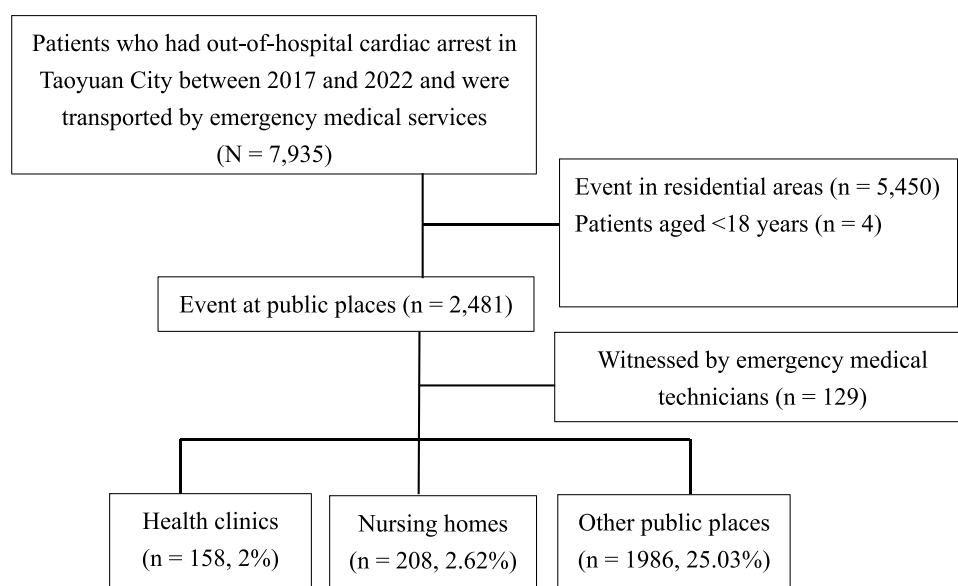 Patients who had out-of-hospital cardiac arrest in
Taoyuan City between 2017 and 2022 and were
transported by emergency medical services
(N = 7,935)
Event in residential areas (n = 5,450)
Patients aged <18 years (n = 4)
Event at public places (n = 2,481)
Witnessed by emergency medical
technicians (n = 129)
Health clinics
(n = 158, 2%)
Nursing homes
(n = 208, 2.62%)
Other public places
(n = 1986, 25.03%)